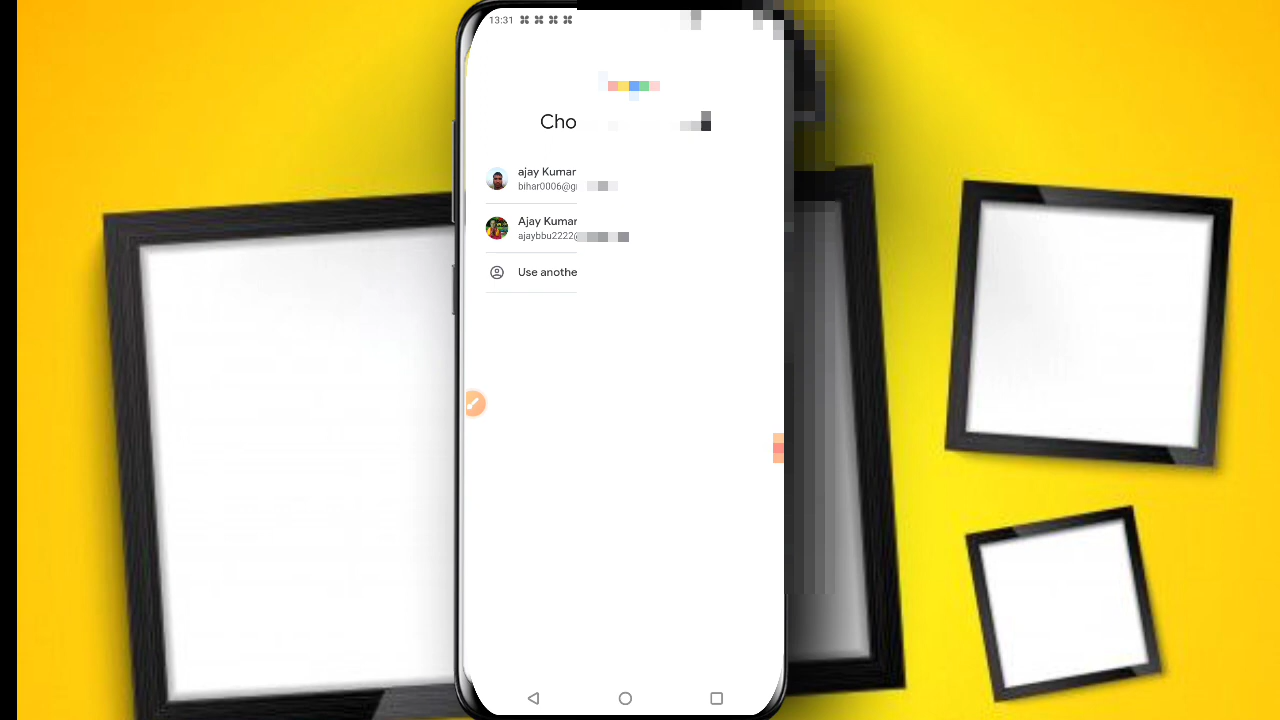 13:31
Cho
ajay Kumar
bihar0006@g
Ajay Kumar
ajaybbu2222@
Use anothe